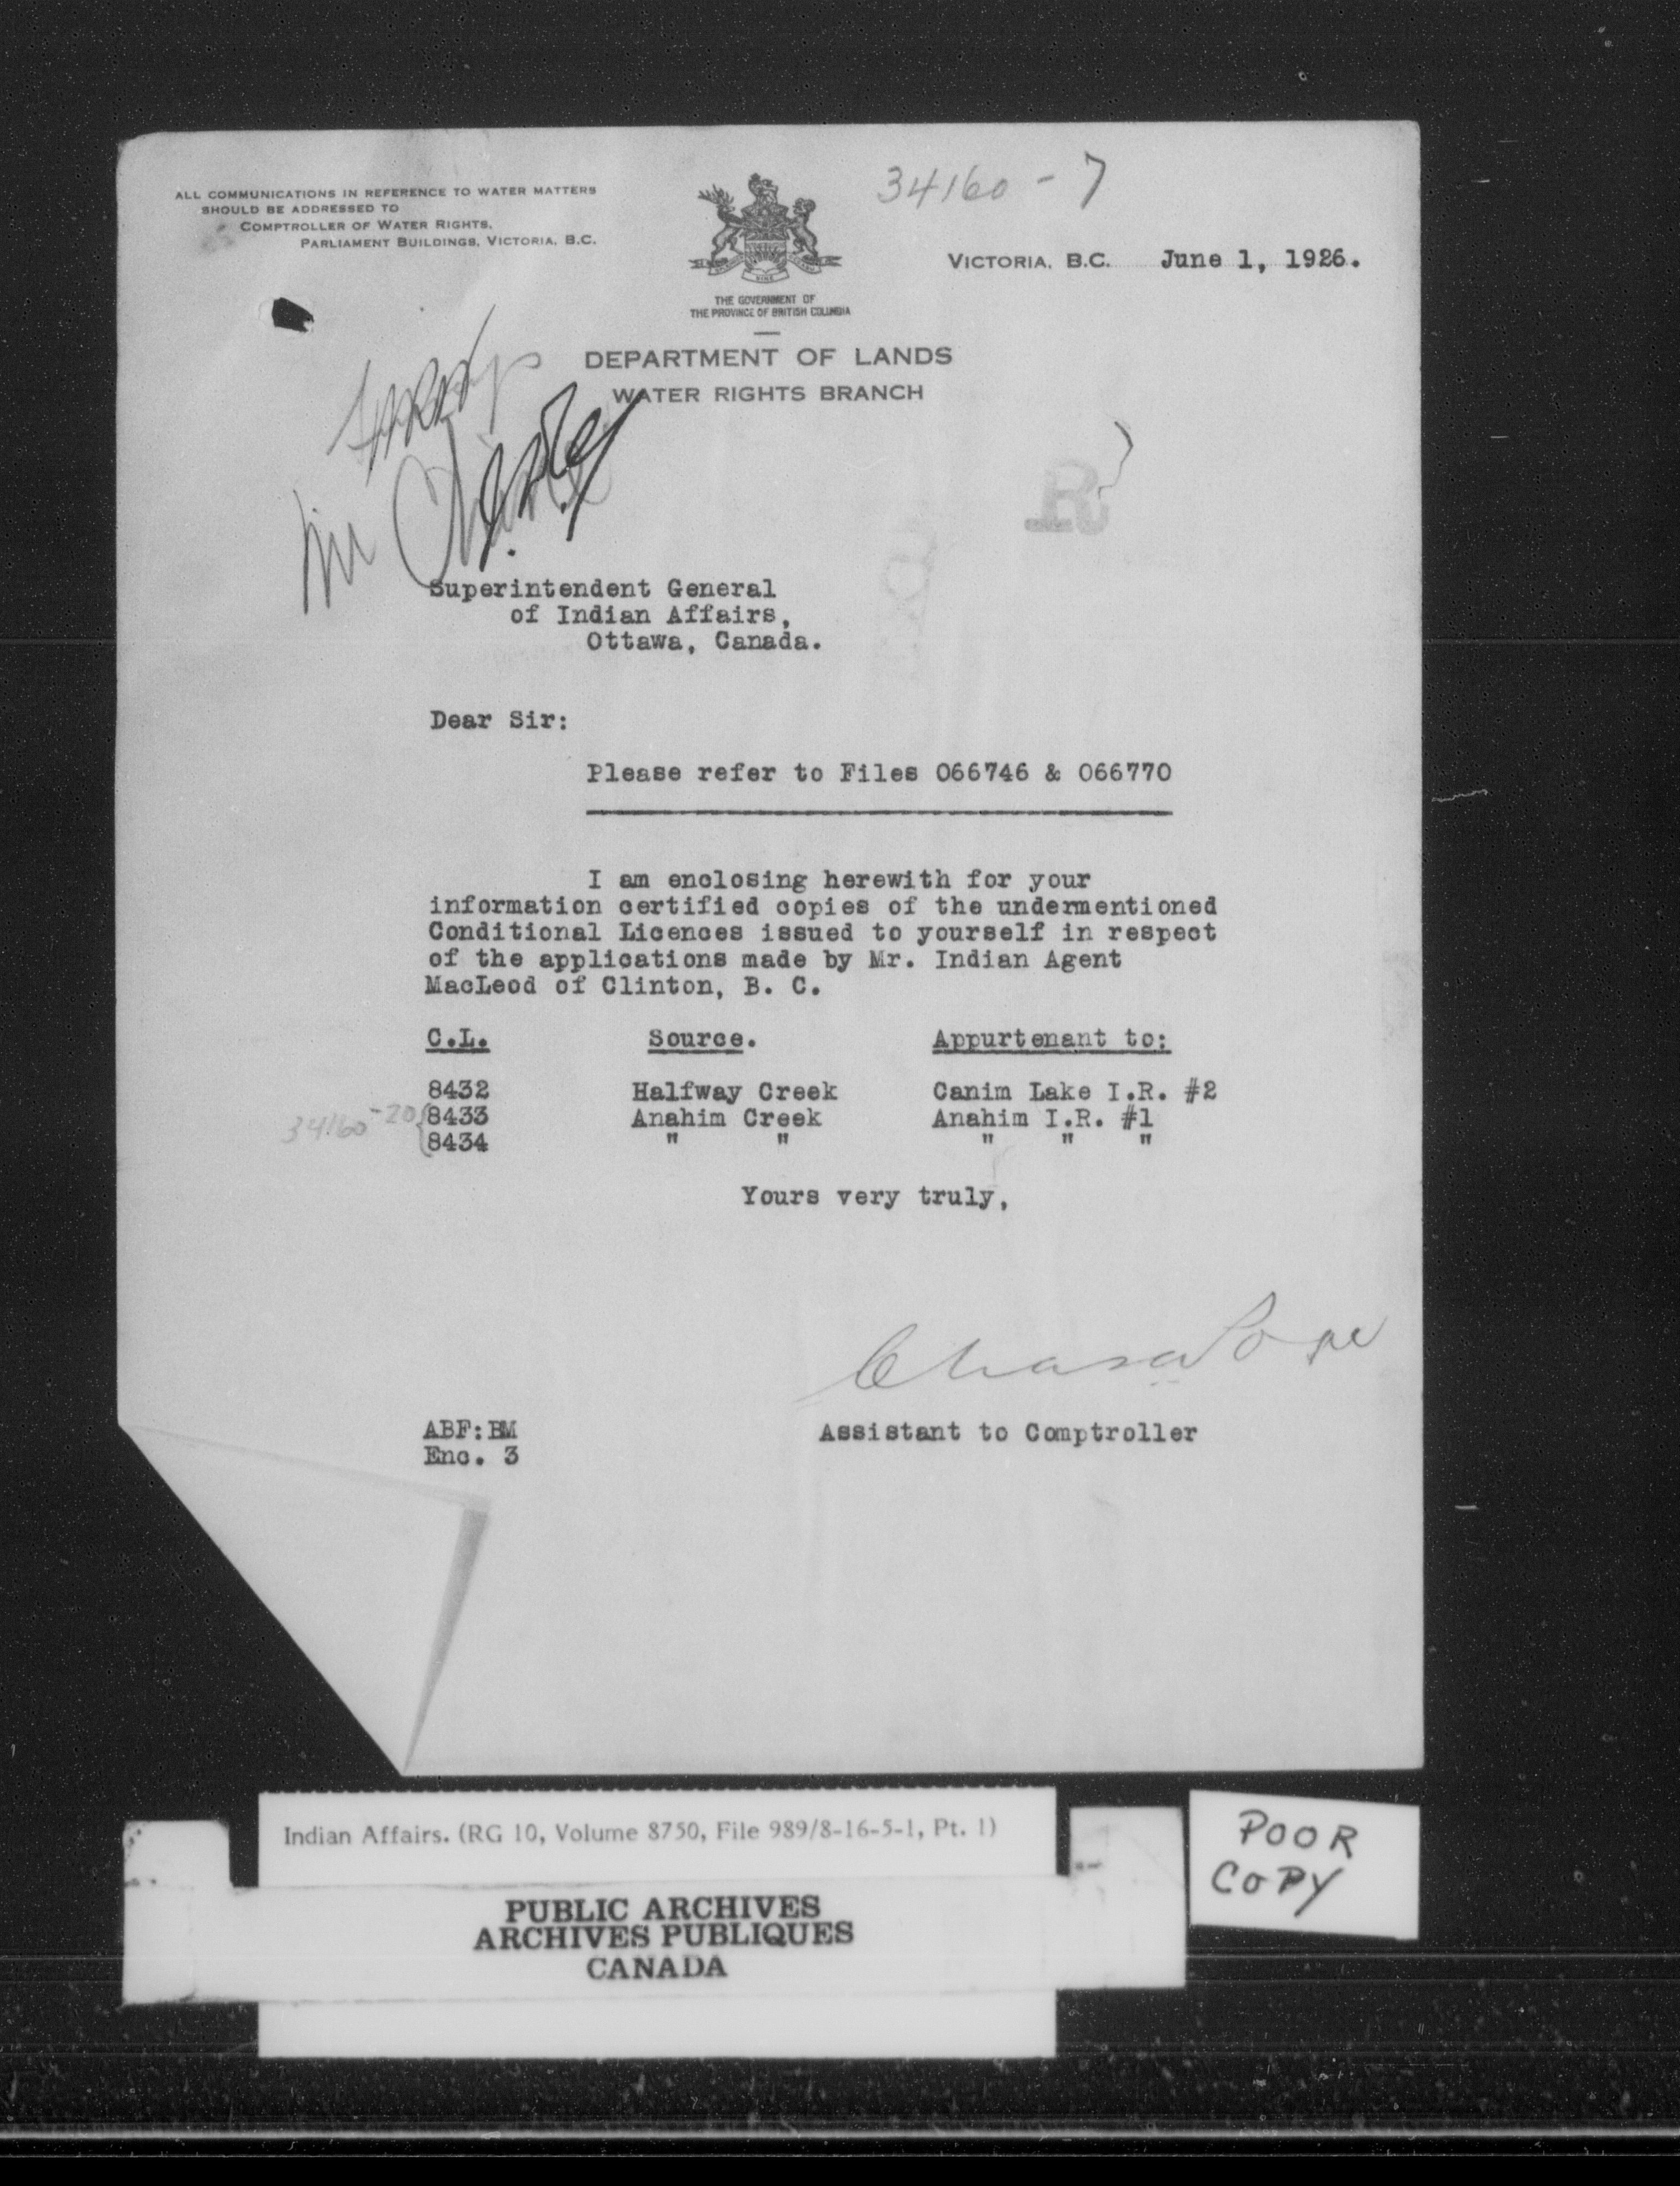 34160 - 7
ALL COMMUNICATIONS IN REFERENCE TO WATER MATTERS
SHOULD BE ADDRESSED TO
COMPTROLLER OF WATER RIGHTS,
PARLIAMENT BUILDINGS, VICTORIA, B.C.
VICTORIA, B.C. June 1, 1926.
THE GOVERNMENT OF
THE PROVINCE OF BRITISH COLUMBIA
DEPARTMENT OF LANDS
WATER RIGHTS BRANCH
Superintendent General
of Indian Affairs,
Ottawa, Canada.
Dear Sir:
Please refer to Files 066746 & 066770
I am enclosing herewith for your
information certified copies of the undermentioned
Conditional Licences issued to yourself in respect
of the applications made by Mr. Indian Agent
MacLeod of Clinton, B. C.
C.L. Source. Appurtenant to:
8432 Halfway Creek Canim Lake I.R. #2
34160-20 8433 Anahim Creek Anahim I.R. #1
8434 " " " " "
Yours very truly,
Assistant to Comptroller
ABF:BM
Enc. 3
Indian Affairs. (RG 10, Volume 8750, File 989/8-16-5-1, Pt. 1)
POOR
COPY
PUBLIC ARCHIVES
ARCHIVES PUBLIQUES
CANADA